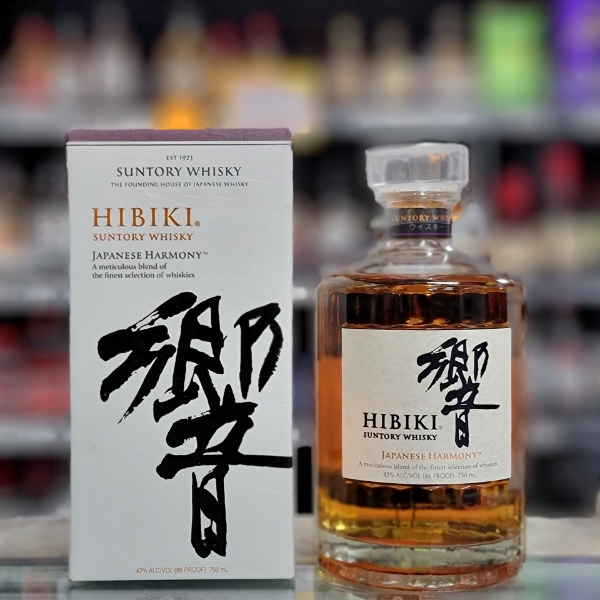 EST 1923
SUNTORY WHISKY
THE FOUNDING HOUSE OF JAPANESE WHISKY
HIBIKI®
SUNTORY WHISKY
JAPANESE HARMONY™
A meticulous blend of
the finest selection of whiskies
響
43% ALC/VOL (86 PROOF) 750 mL
SUNTORY WHISKY
ウイスキー
響
HIBIKI®
SUNTORY WHISKY
JAPANESE HARMONY™
A meticulous blend of the finest selection of whiskies
43% ALC/VOL (86 PROOF) 750 mL